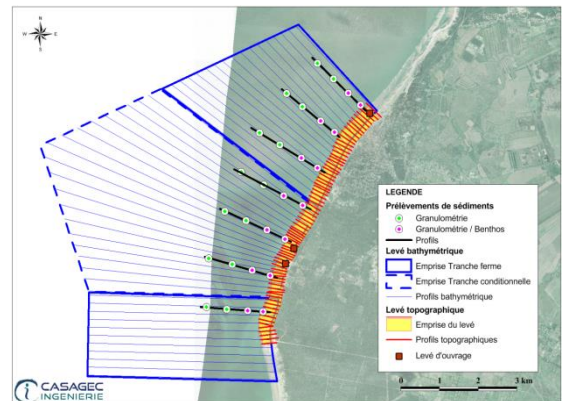 N
W E
S
LEGENDE
Prélèvements de sédiments
Granulométrie
Granulométrie / Benthos
Profils
Levé bathymétrique
Emprise Tranche ferme
Emprise Tranche conditionnelle
Profils bathymétrique
Levé topographique
Emprise du levé
Profils topographiques
Levé d'ouvrage
0 1 2 3 km
CASAGEC
INGENIERIE